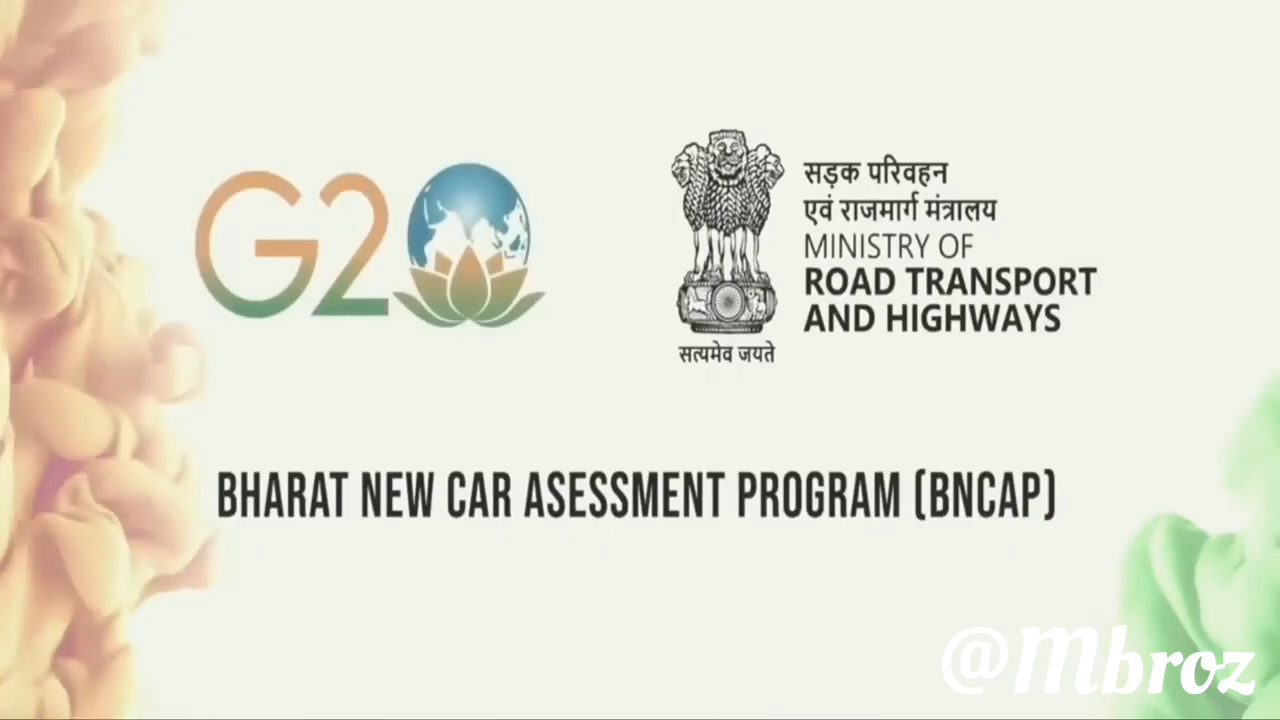 G20
सड़क परिवहन
एवं राजमार्ग मंत्रालय
MINISTRY OF
ROAD TRANSPORT
AND HIGHWAYS
सत्यमेव जयते
BHARAT NEW CAR ASESSMENT PROGRAM (BNCAP)
@Mbroz